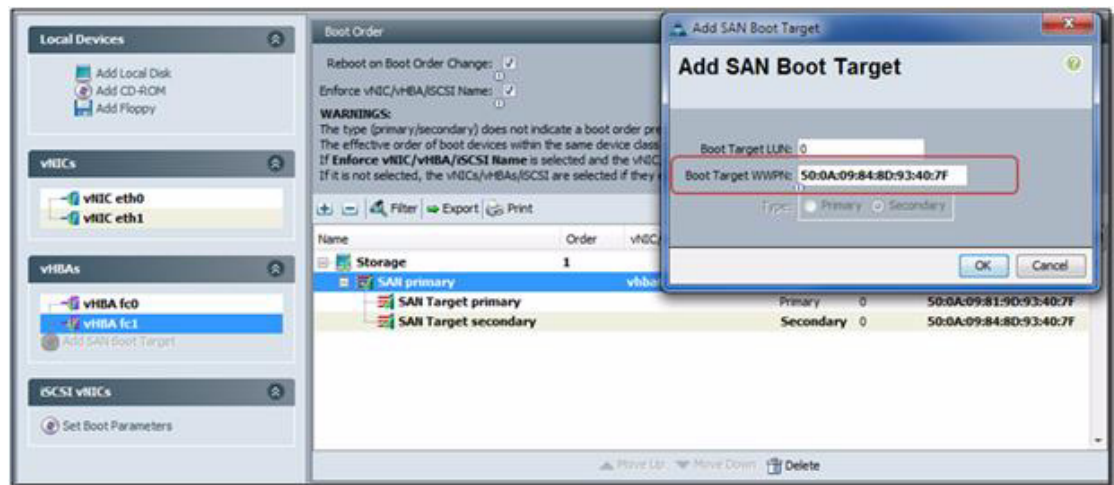 Local Devices
Add Local Disk
Add CD-ROM
Add Floppy
vNICs
vNIC eth0
vNIC eth1
vHBAs
vHBA fc0
vHBA fc1
Add SAN Boot Target
iSCSI vNICs
Set Boot Parameters
Boot Order
Reboot on Boot Order Change:
Enforce vNIC/vHBA/iSCSI Name:
WARNINGS:
The type (primary/secondary) does not indicate a boot order
The effective order of boot devices within the same device class
If Enforce vNIC/vHBA/iSCSI Name is selected and the vNIC
If it is not selected, the vNICs/vHBAs/iSCSI are selected if they
Filter Export Print
Name Order vNIC/
Storage 1
SAN primary
SAN Target primary Primary 0 50:0A:09:81:9D:93:40:7F
SAN Target secondary Secondary 0 50:0A:09:84:8D:93:40:7F
Move Up Move Down Delete
Add SAN Boot Target
Add SAN Boot Target
Boot Target LUN: 0
Boot Target WWPN: 50:0A:09:84:8D:93:40:7F
Type: Primary Secondary
OK Cancel